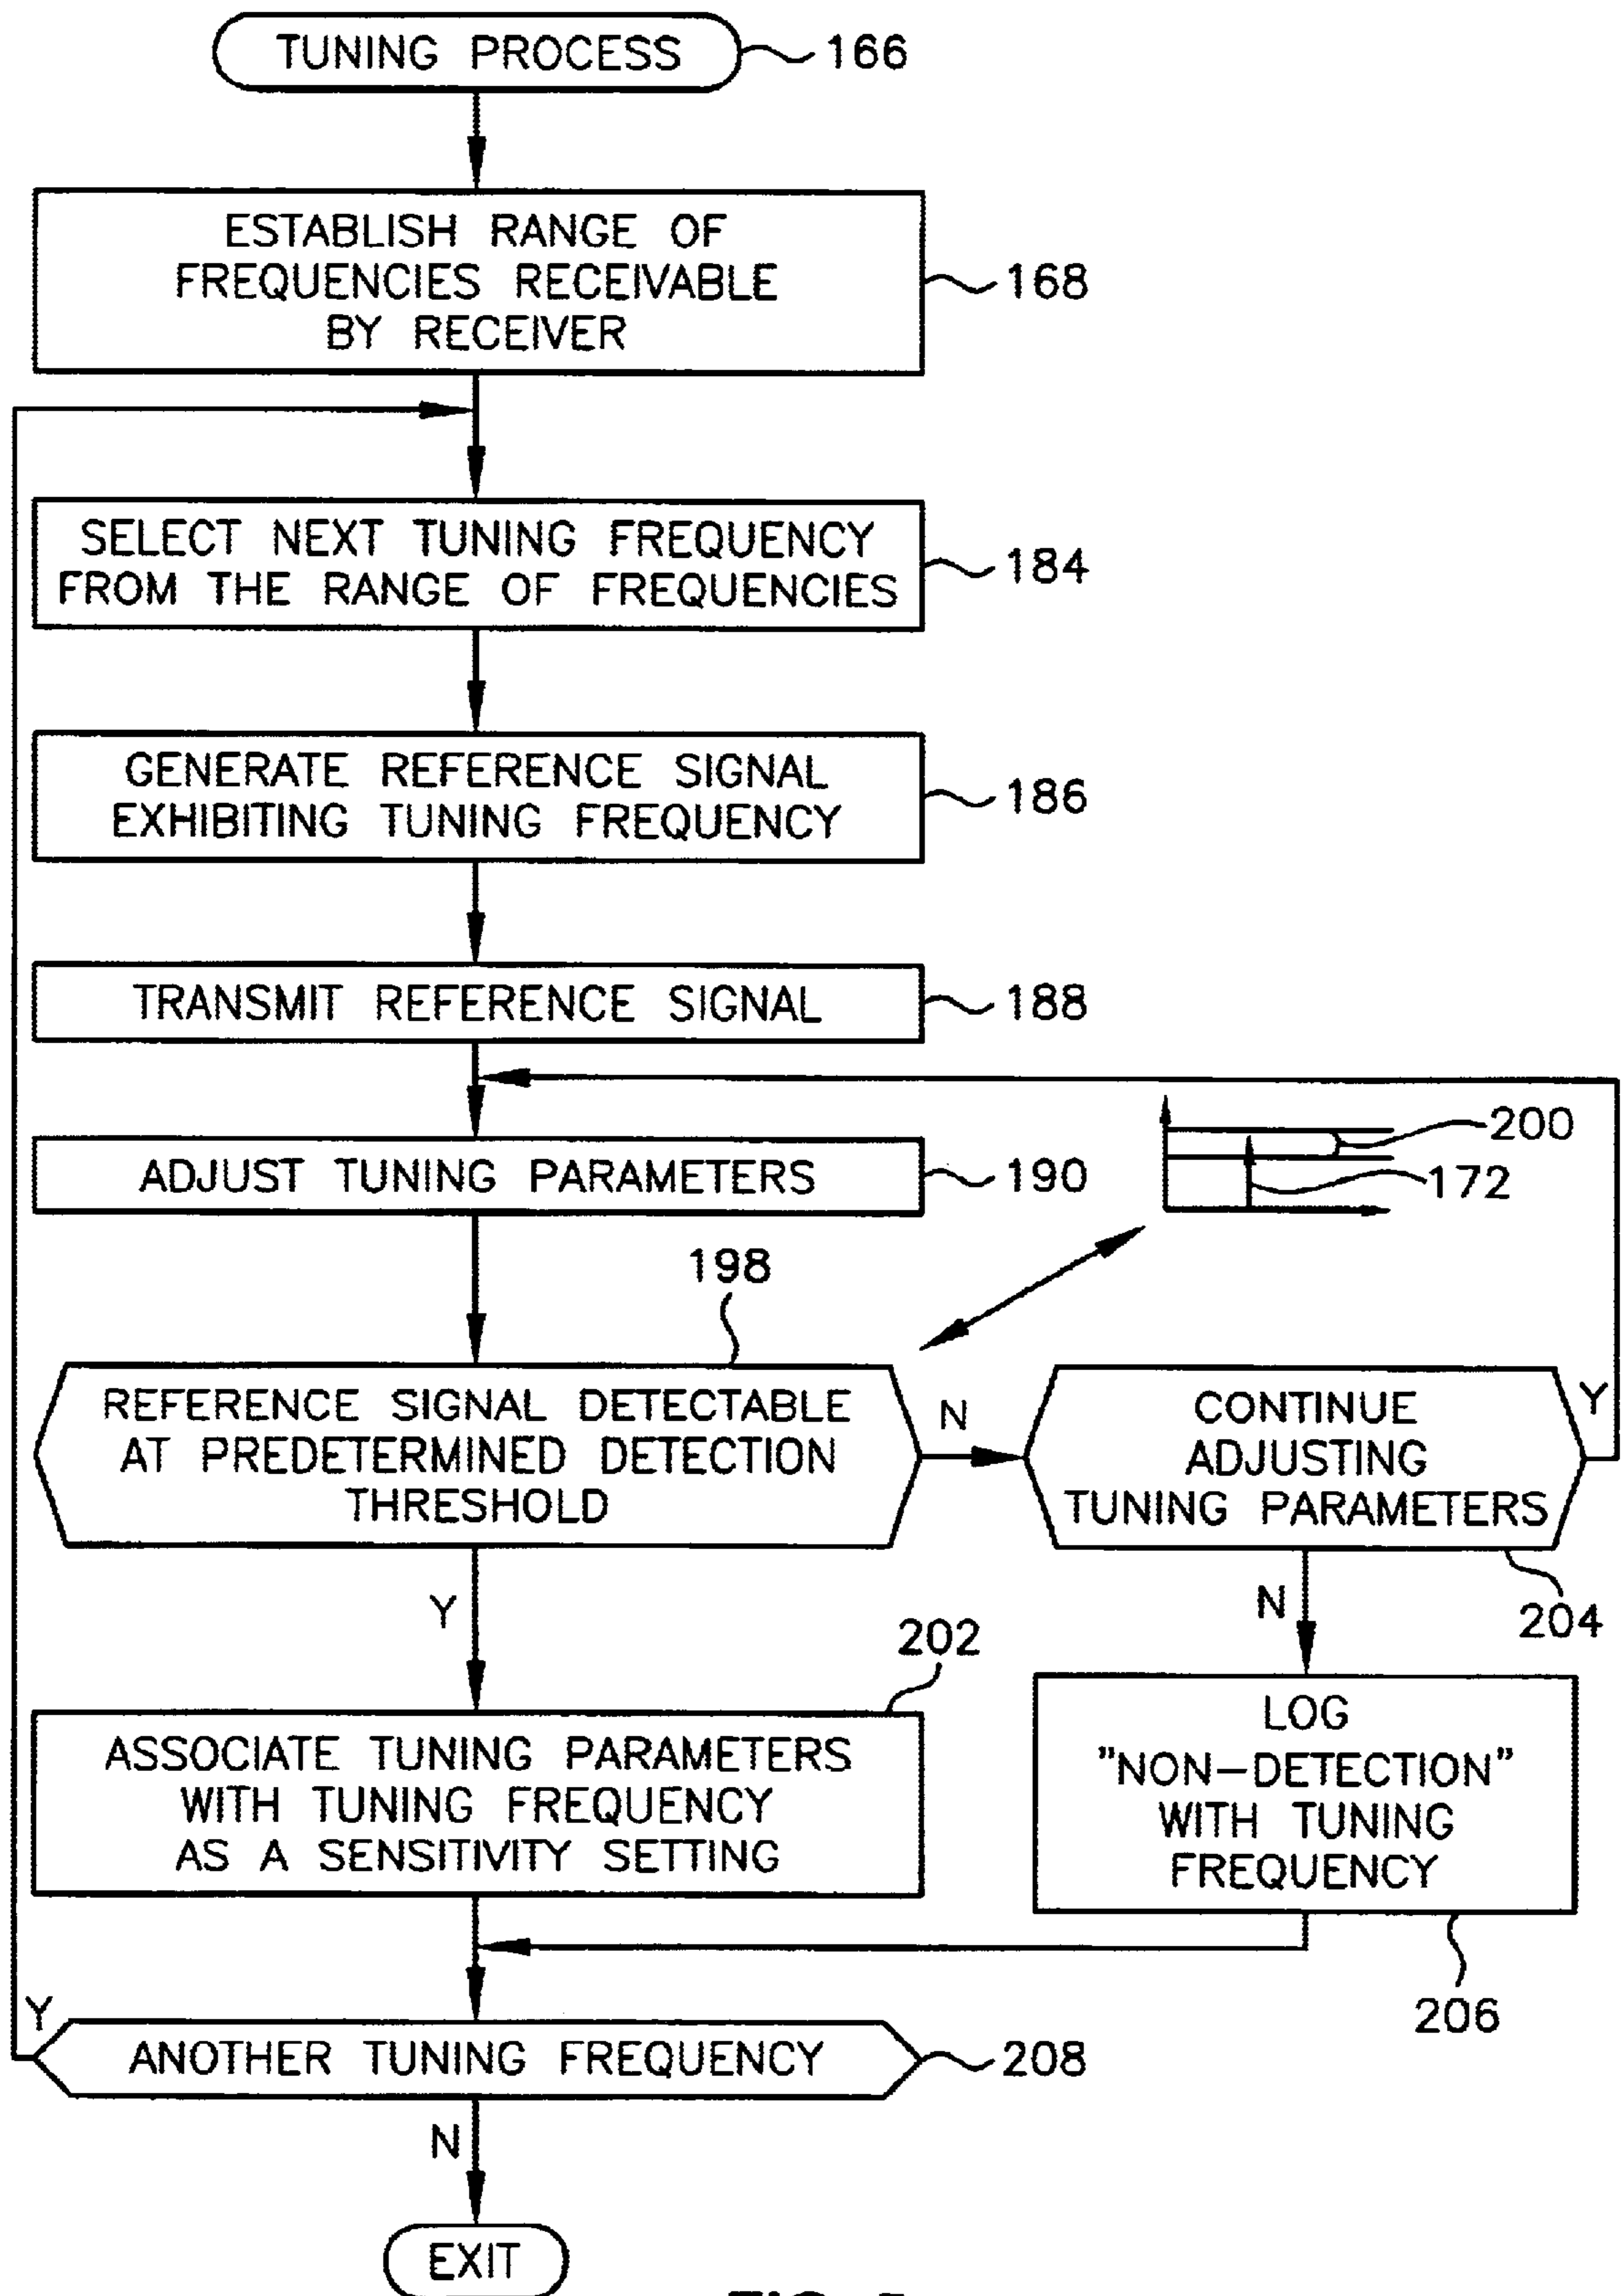 TUNING PROCESS
166
ESTABLISH RANGE OF
FREQUENCIES RECEIVABLE
BY RECEIVER
168
SELECT NEXT TUNING FREQUENCY
FROM THE RANGE OF FREQUENCIES
184
GENERATE REFERENCE SIGNAL
EXHIBITING TUNING FREQUENCY
186
TRANSMIT REFERENCE SIGNAL
188
ADJUST TUNING PARAMETERS
190
200
172
198
REFERENCE SIGNAL DETECTABLE
AT PREDETERMINED DETECTION
THRESHOLD
N
CONTINUE
ADJUSTING
TUNING PARAMETERS
Y
204
Y
N
202
ASSOCIATE TUNING PARAMETERS
WITH TUNING FREQUENCY
AS A SENSITIVITY SETTING
LOG
"NON-DETECTION"
WITH TUNING
FREQUENCY
206
Y
ANOTHER TUNING FREQUENCY
208
N
EXIT